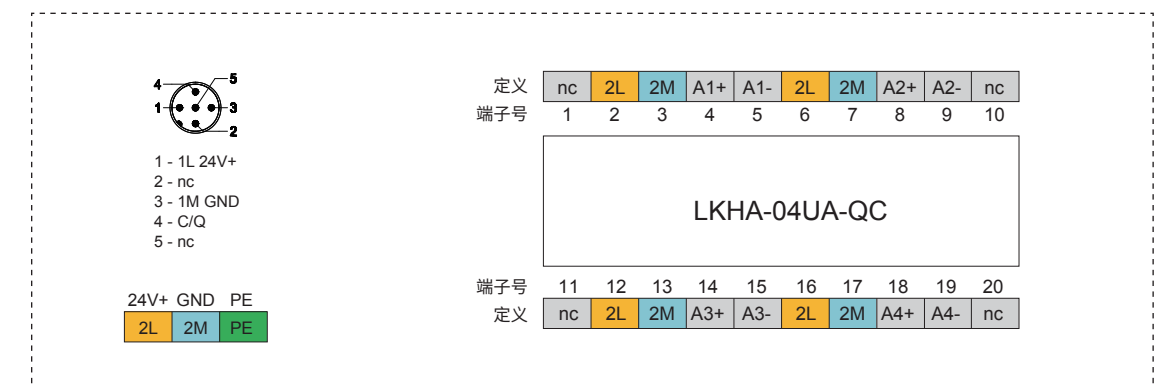 4 5
1 3
2
1 - 1L 24V+
2 - nc
3 - 1M GND
4 - C/Q
5 - nc
24V+ GND PE
2L 2M PE
定义 nc 2L 2M A1+ A1- 2L 2M A2+ A2- nc
端子号 1 2 3 4 5 6 7 8 9 10
LKHA-04UA-QC
端子号 11 12 13 14 15 16 17 18 19 20
定义 nc 2L 2M A3+ A3- 2L 2M A4+ A4- nc